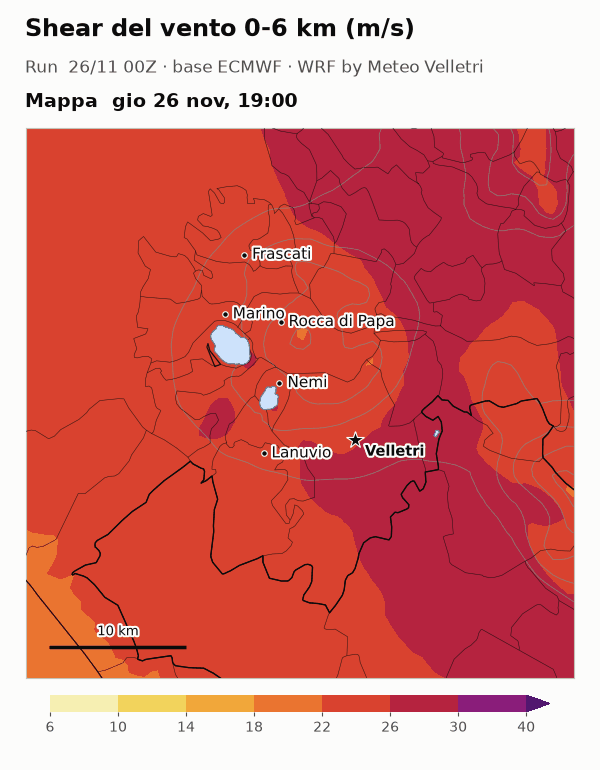 Shear del vento 0-6 km (m/s)
Run  26/11 00Z · base ECMWF · WRF by Meteo Velletri
Mappa  gio 26 nov, 19:00
Frascati
Marino
Rocca di Papa
Nemi
Velletri
Lanuvio
10 km
6 10 14 18 22 26 30 40